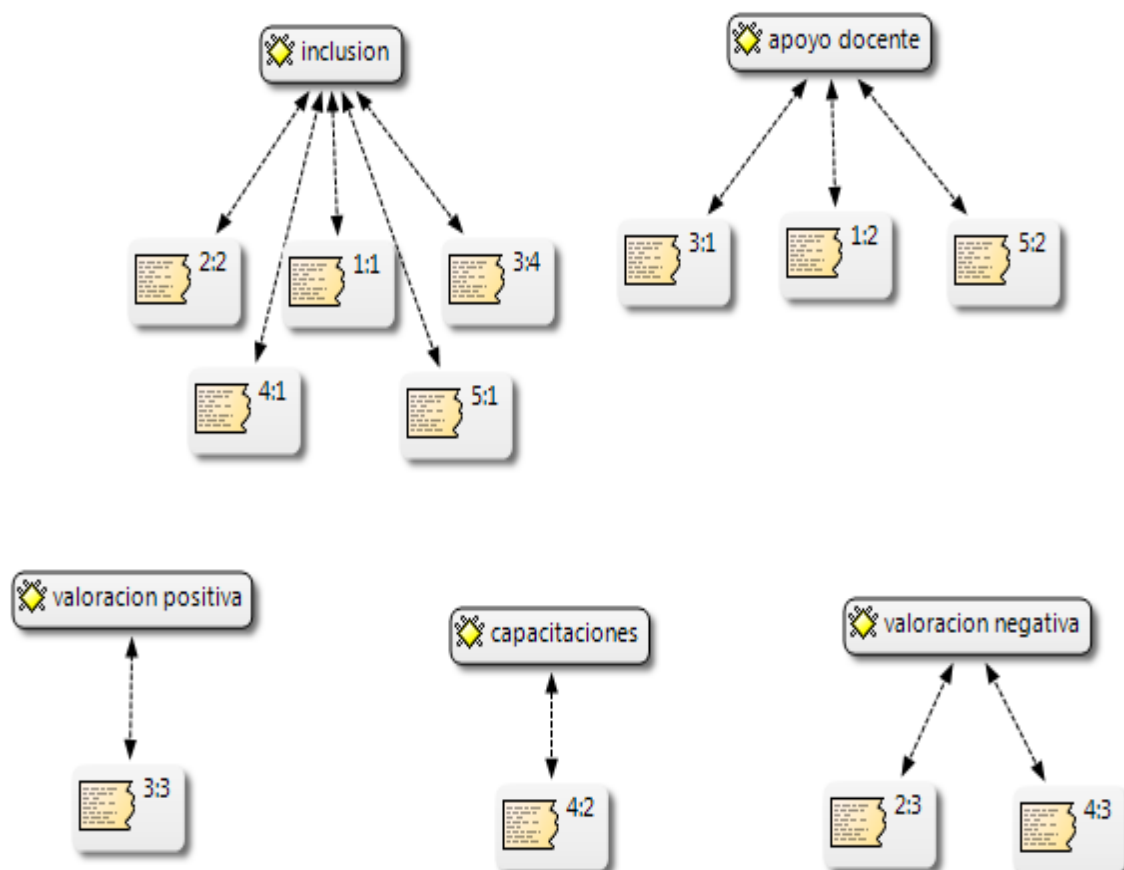 inclusion
apoyo docente
2:2
1:1
3:4
3:1
1:2
5:2
4:1
5:1
valoracion positiva
capacitaciones
valoracion negativa
3:3
4:2
2:3
4:3